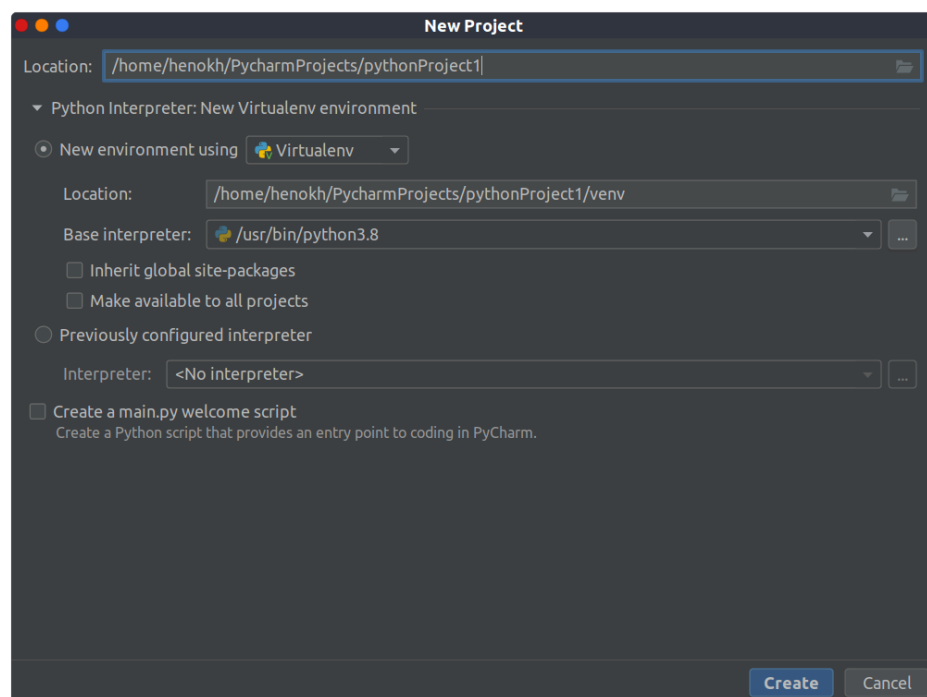 New Project
Location: /home/henokh/PycharmProjects/pythonProject1
Python Interpreter: New Virtualenv environment
New environment using Virtualenv
Location: /home/henokh/PycharmProjects/pythonProject1/venv
Base interpreter: /usr/bin/python3.8 ...
Inherit global site-packages
Make available to all projects
Previously configured interpreter
Interpreter: <No interpreter> ...
Create a main.py welcome script
Create a Python script that provides an entry point to coding in PyCharm.
Create Cancel